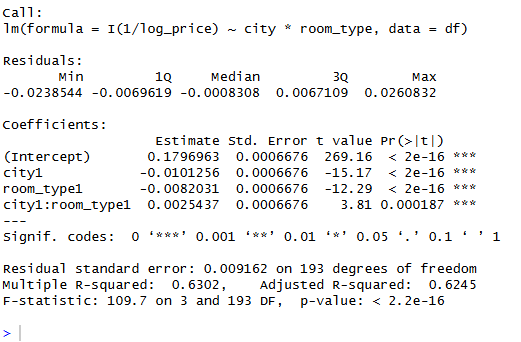 Call:
lm(formula = I(1/log_price) ~ city * room_type, data = df)
Residuals:
Min 1Q Median 3Q Max
-0.0238544 -0.0069619 -0.0008308 0.0067109 0.0260832
Coefficients:
Estimate Std. Error t value Pr(>|t|)
(Intercept) 0.1796963 0.0006676 269.16 < 2e-16 ***
city1 -0.0101256 0.0006676 -15.17 < 2e-16 ***
room_type1 -0.0082031 0.0006676 -12.29 < 2e-16 ***
city1:room_type1 0.0025437 0.0006676 3.81 0.000187 ***
---
Signif. codes: 0 ‘***’ 0.001 ‘**’ 0.01 ‘*’ 0.05 ‘.’ 0.1 ‘ ’ 1
Residual standard error: 0.009162 on 193 degrees of freedom
Multiple R-squared: 0.6302, Adjusted R-squared: 0.6245
F-statistic: 109.7 on 3 and 193 DF, p-value: < 2.2e-16
>